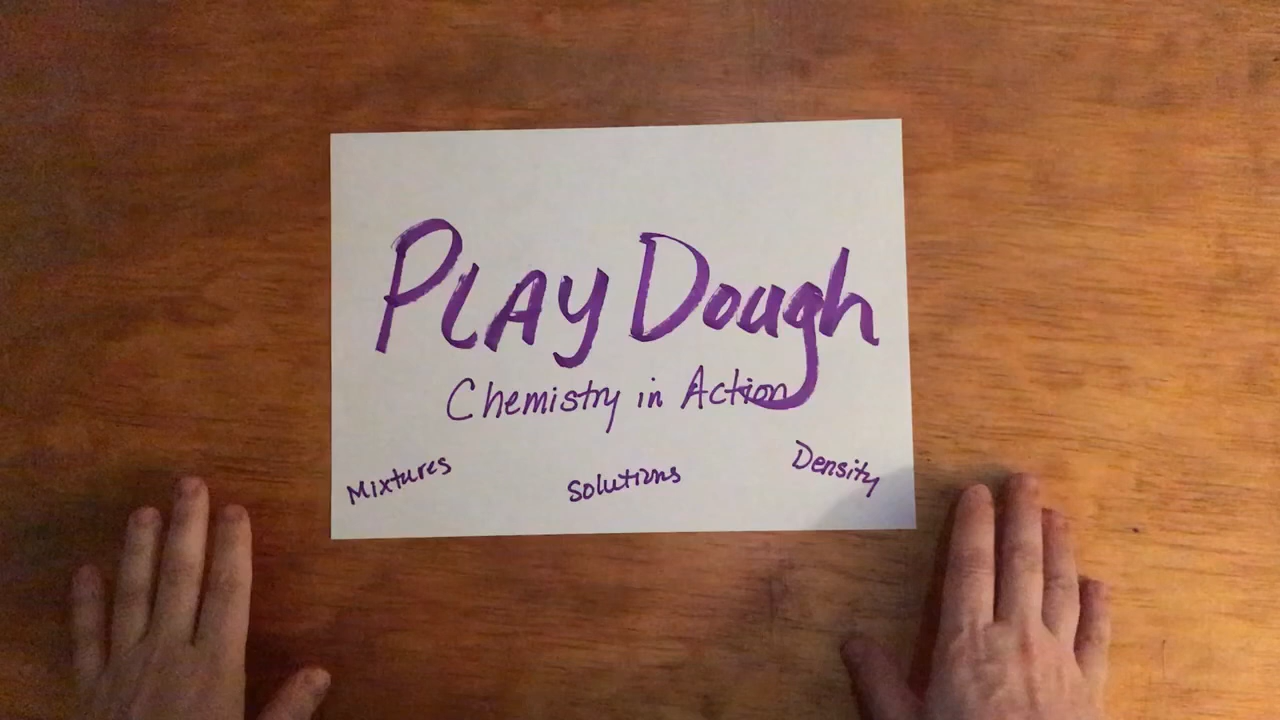 PLAY Dough
Chemistry in Action
Mixtures
Solutions
Density